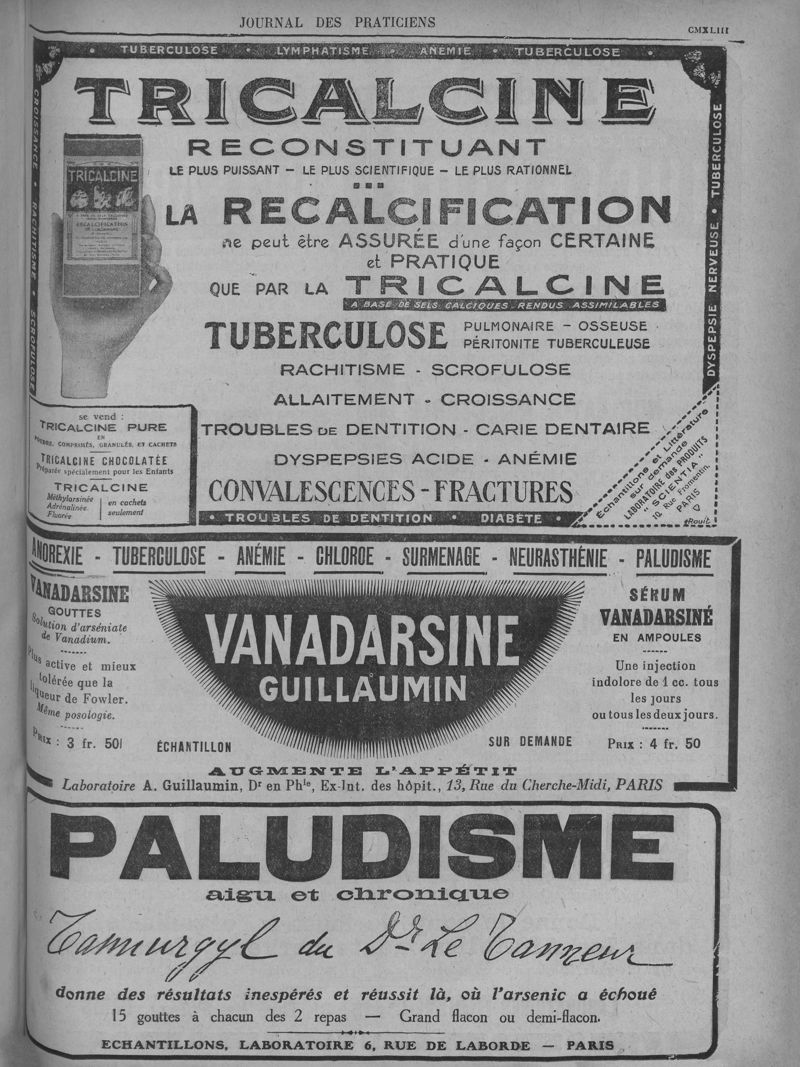 JOURNAL DES PRATICIENS
CMXLIII
• TUBERCULOSE • LYMPHATISME • ANÉMIE • TUBERCULOSE •
CROISSANCE • RACHITISME • SCROFULOSE
DYSPEPSIE NERVEUSE • TUBERCULOSE
TRICALCINE
RECONSTITUANT
LE PLUS PUISSANT – LE PLUS SCIENTIFIQUE – LE PLUS RATIONNEL
TRICALCINE
RECALCIFICATION
LA RECALCIFICATION
ne peut être ASSURÉE d'une façon CERTAINE
et PRATIQUE
QUE PAR LA TRICALCINE
A BASE DE SELS CALCIQUES RENDUS ASSIMILABLES
TUBERCULOSE PULMONAIRE – OSSEUSE
PÉRITONITE TUBERCULEUSE
RACHITISME - SCROFULOSE
ALLAITEMENT - CROISSANCE
TROUBLES DE DENTITION - CARIE DENTAIRE
DYSPEPSIES ACIDE - ANÉMIE
CONVALESCENCES - FRACTURES
• TROUBLES DE DENTITION • DIABÈTE •
se vend :
TRICALCINE PURE
EN
POUDRE, COMPRIMÉS, GRANULÉS, ET CACHETS
TRICALCINE CHOCOLATÉE
Préparée spécialement pour les Enfants
TRICALCINE
Méthylarsinée
Adrénalinée
Fluorée
en cachets
seulement
Échantillons et Littérature
sur demande
LABORATOIRE des PRODUITS
"SCIENTIA"
10, Rue Fromentin,
PARIS
Rouit
ANOREXIE - TUBERCULOSE - ANÉMIE - CHLOROE - SURMENAGE - NEURASTHÉNIE - PALUDISME
VANADARSINE
GOUTTES
Solution d'arséniate
de Vanadium.
Plus active et mieux
tolérée que la
liqueur de Fowler.
Même posologie.
PRIX : 3 fr. 50
VANADARSINE
GUILLAUMIN
ÉCHANTILLON
SUR DEMANDE
SÉRUM
VANADARSINÉ
EN AMPOULES
Une injection
indolore de 1 cc. tous
les jours
ou tous les deux jours.
PRIX : 4 fr. 50
AUGMENTE L'APPÉTIT
Laboratoire A. Guillaumin, Dr en Phie, Ex-Int. des hôpit., 13, Rue du Cherche-Midi, PARIS
PALUDISME
aigu et chronique
Tannurgyl du Dr Le Tanneur
donne des résultats inespérés et réussit là, où l'arsenic a échoué
15 gouttes à chacun des 2 repas — Grand flacon ou demi-flacon.
ECHANTILLONS, LABORATOIRE 6, RUE DE LABORDE — PARIS